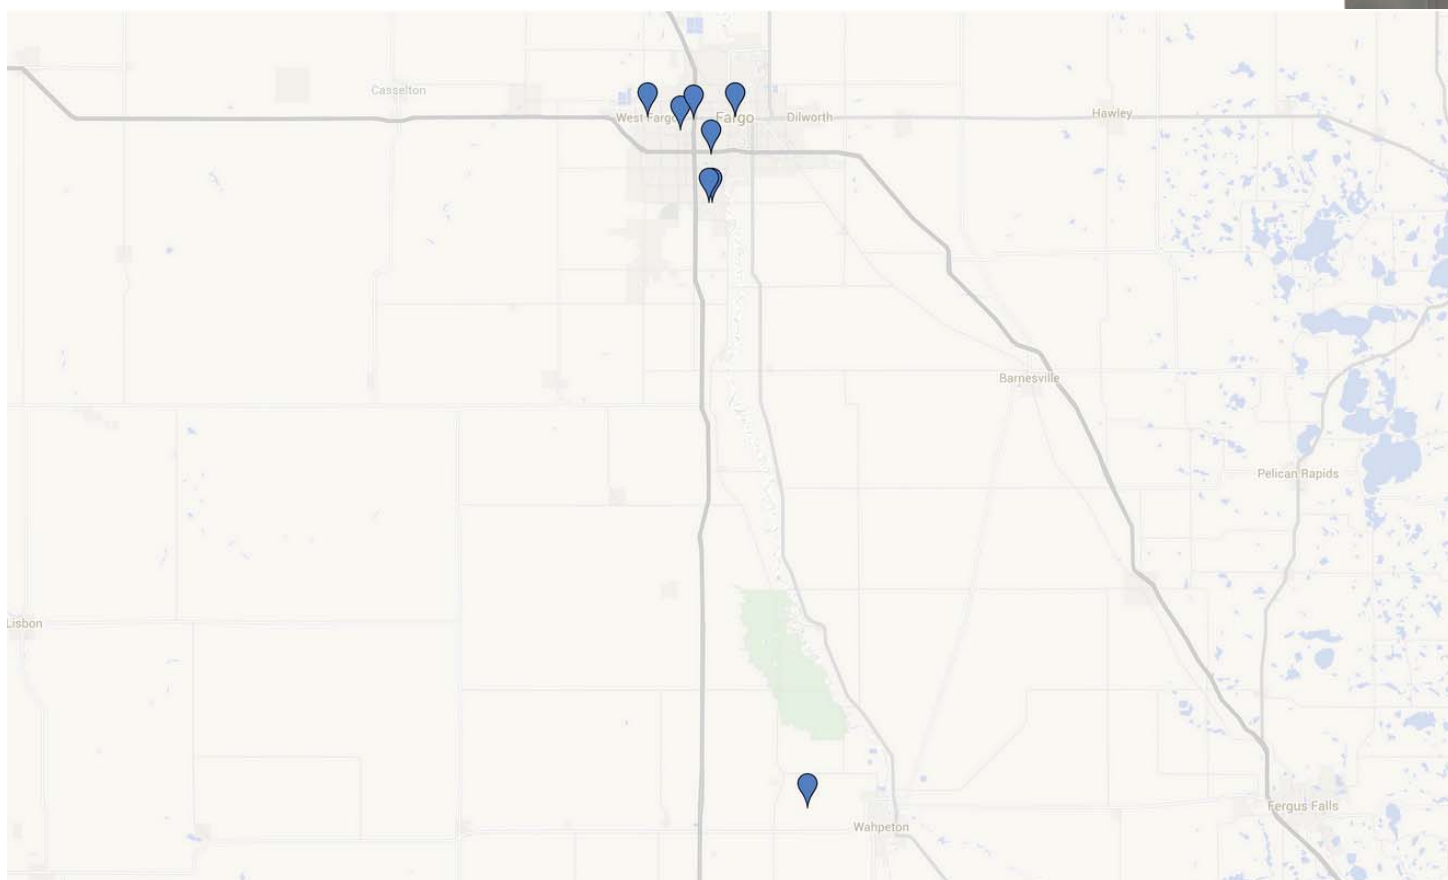 Casselton
West Fargo
Fargo
Dilworth
Hawley
Barnesville
Pelican Rapids
Lisbon
Wahpeton
Fergus Falls